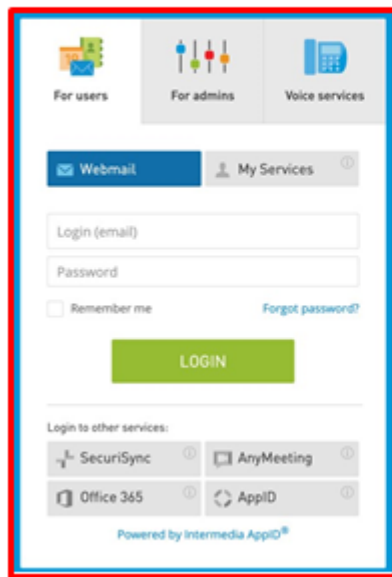 For users For admins Voice services
Webmail My Services
Login (email)
Password
Remember me Forgot password?
LOGIN
Login to other services:
SecuriSync AnyMeeting
Office 365 AppID
Powered by Intermedia AppID®